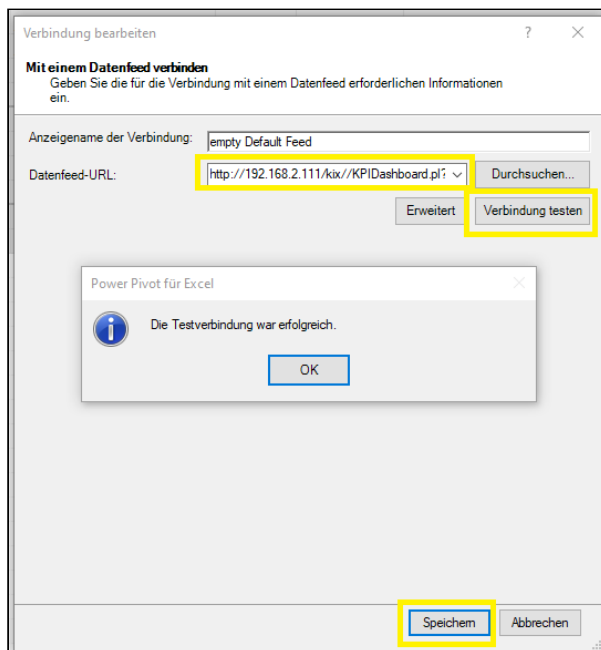 Verbindung bearbeiten
?
Mit einem Datenfeed verbinden
Geben Sie die für die Verbindung mit einem Datenfeed erforderlichen Informationen
ein.
Anzeigename der Verbindung:
empty Default Feed
Datenfeed-URL:
http://192.168.2.111/kix//KPIDashboard.pl?
Durchsuchen...
Erweitert
Verbindung testen
Power Pivot für Excel
Die Testverbindung war erfolgreich.
OK
Speichern
Abbrechen